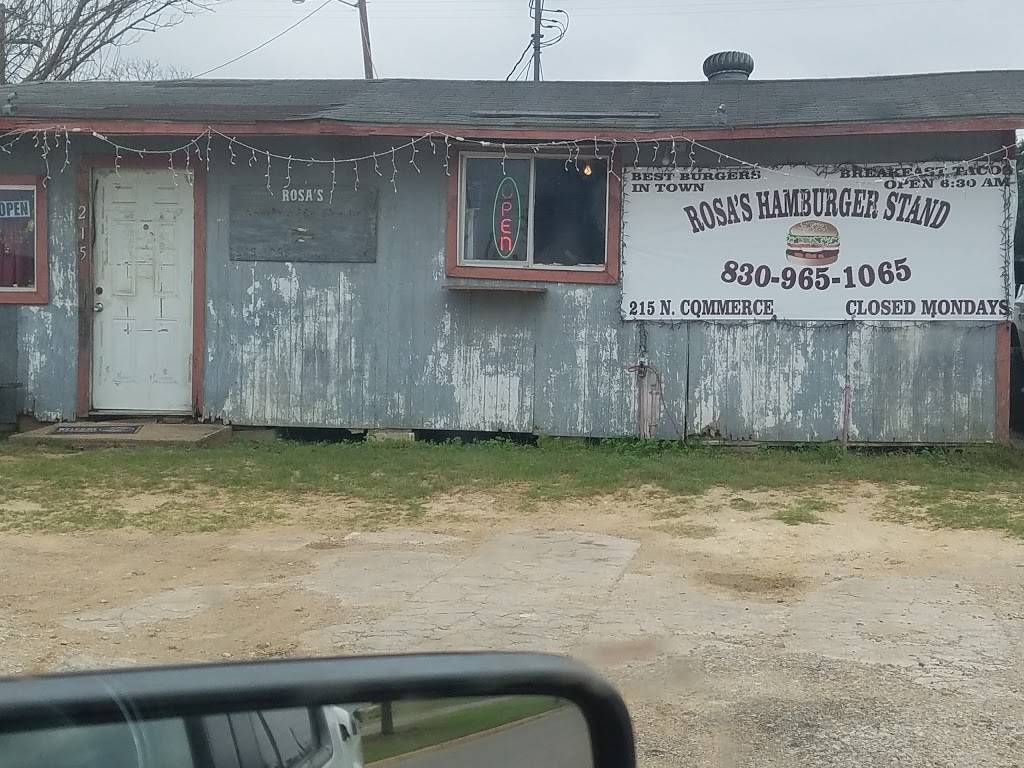 OPEN
215
ROSA'S
OPEN
BEST BURGERS
IN TOWN
BREAKFAST TACOS
OPEN 6:30 AM
ROSA'S HAMBURGER STAND
830-965-1065
215 N. COMMERCE
CLOSED MONDAYS